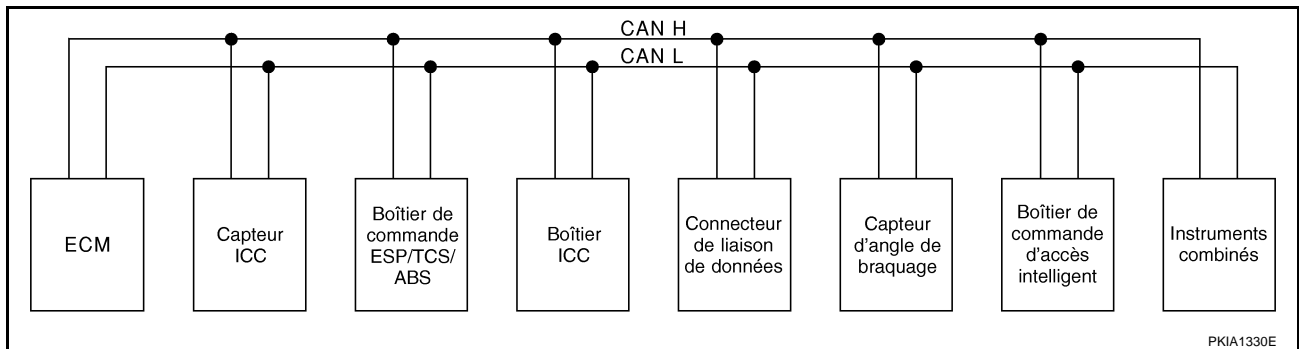 CAN H
CAN L
ECM
Capteur
ICC
Boîtier de
commande
ESP/TCS/
ABS
Boîtier
ICC
Connecteur
de liaison
de données
Capteur
d'angle de
braquage
Boîtier de
commande
d'accès
intelligent
Instruments
combinés
PKIA1330E